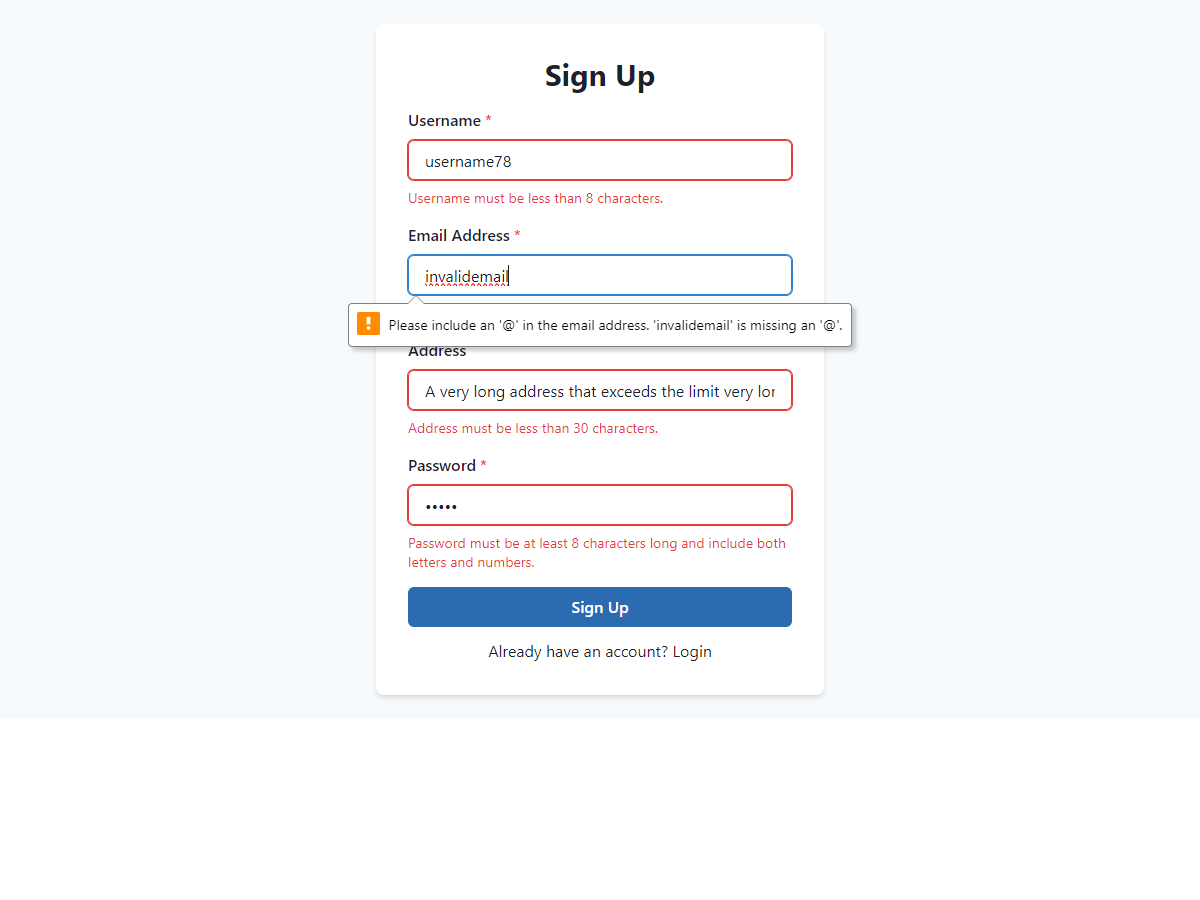 Sign Up
Username *
username78
Username must be less than 8 characters.
Email Address *
invalidemail
Please include an '@' in the email address. 'invalidemail' is missing an '@'.
Address
A very long address that exceeds the limit very
Address must be less than 30 characters.
Password *
•••••
Password must be at least 8 characters long and include both
letters and numbers.
Sign Up
Already have an account? Login